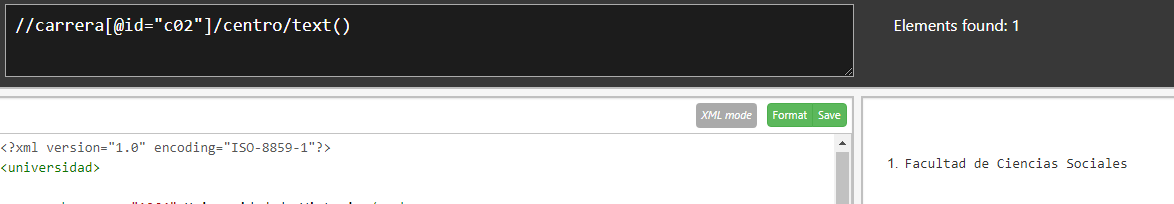 //carrera[@id="c02"]/centro/text()
Elements found: 1
XML mode
Format
Save
<?xml version="1.0" encoding="ISO-8859-1"?>
<universidad>
1. Facultad de Ciencias Sociales